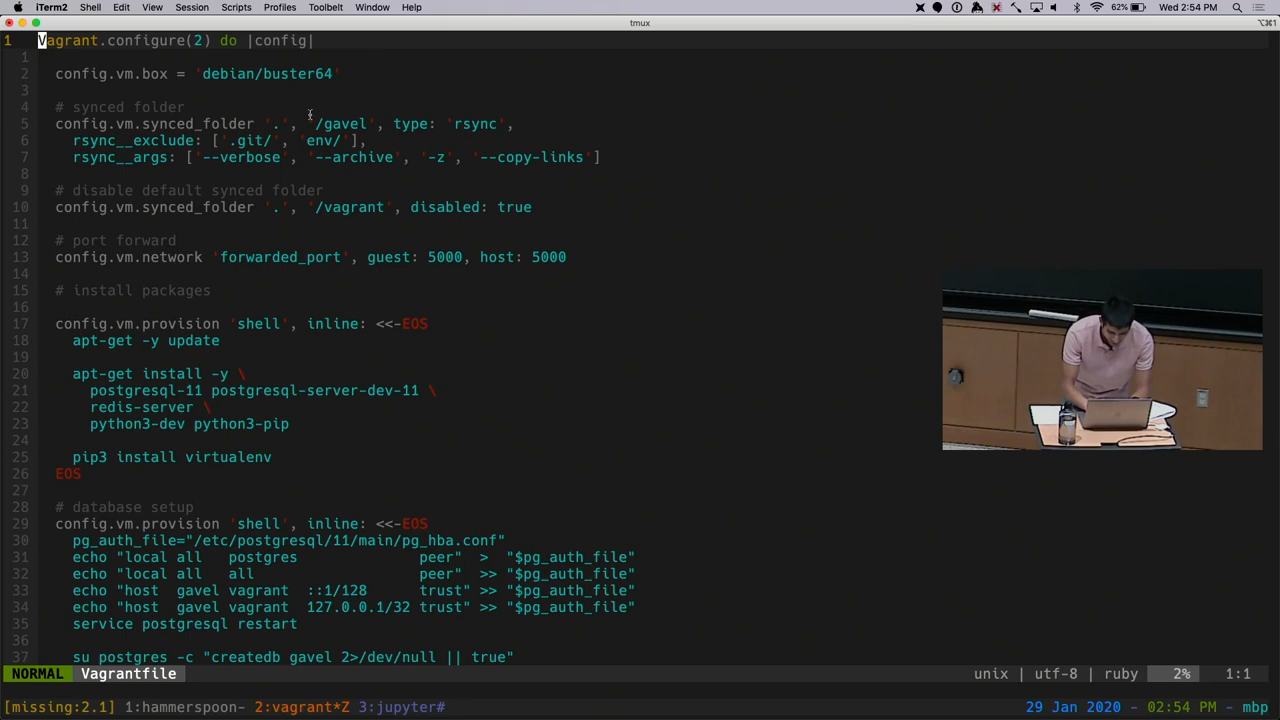 iTerm2 Shell Edit View Session Scripts Profiles Toolbelt Window Help 62% Wed 2:54 PM
tmux ⌥⌘1
1 Vagrant.configure(2) do |config|
1
2 config.vm.box = 'debian/buster64'
3
4 # synced folder
5 config.vm.synced_folder '.', '/gavel', type: 'rsync',
6 rsync__exclude: ['.git/', 'env/'],
7 rsync__args: ['--verbose', '--archive', '-z', '--copy-links']
8
9 # disable default synced folder
10 config.vm.synced_folder '.', '/vagrant', disabled: true
11
12 # port forward
13 config.vm.network 'forwarded_port', guest: 5000, host: 5000
14
15 # install packages
16
17 config.vm.provision 'shell', inline: <<-EOS
18 apt-get -y update
19
20 apt-get install -y \
21 postgresql-11 postgresql-server-dev-11 \
22 redis-server \
23 python3-dev python3-pip
24
25 pip3 install virtualenv
26 EOS
27
28 # database setup
29 config.vm.provision 'shell', inline: <<-EOS
30 pg_auth_file="/etc/postgresql/11/main/pg_hba.conf"
31 echo "local all postgres peer" > "$pg_auth_file"
32 echo "local all all peer" >> "$pg_auth_file"
33 echo "host gavel vagrant ::1/128 trust" >> "$pg_auth_file"
34 echo "host gavel vagrant 127.0.0.1/32 trust" >> "$pg_auth_file"
35 service postgresql restart
36
37 su postgres -c "createdb gavel 2>/dev/null || true"
NORMAL Vagrantfile unix | utf-8 | ruby 2% 1:1
[missing:2.1] 1:hammerspoon- 2:vagrant*Z 3:jupyter# 29 Jan 2020 - 02:54 PM - mbp